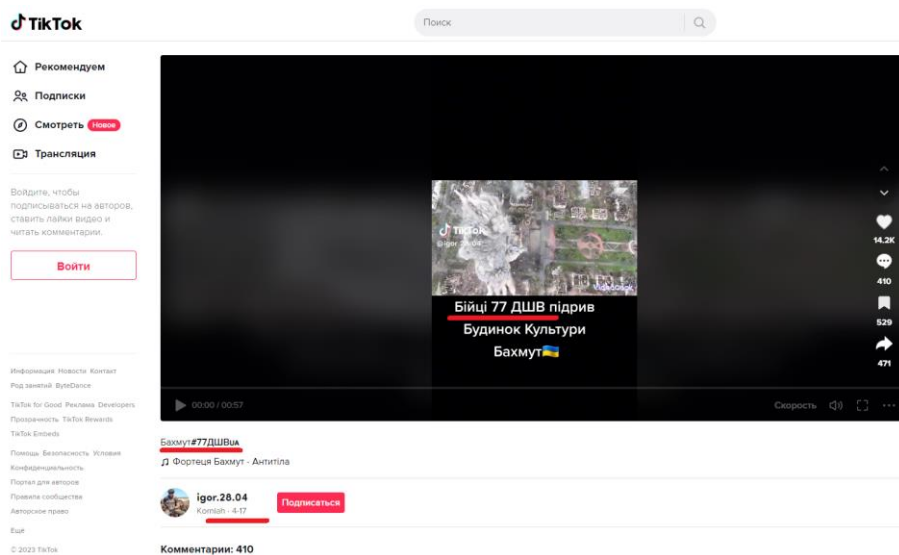 TikTok
Поиск
Рекомендуем
Подписки
Смотреть Новое
Трансляция
Войдите, чтобы
подписываться на авторов,
ставить лайки видео и
читать комментарии.
Войти
Информация Новости Контакт
Род занятий ByteDance
TikTok for Good Реклама Developers
Прозрачность TikTok Rewards
TikTok Embeds
Помощь Безопасность Условия
Конфиденциальность
Портал для авторов
Правила сообщества
Авторское право
Ещё
© 2023 TikTok
TikTok
@igor.28.04
Бійці 77 ДШВ підрив
Будинок Культури
Бахмут🇺🇦
00:00 / 00:57
Скорость
14.2K
410
529
471
Бахмут#77ДШВUA
Фортеця Бахмут - Антитіла
igor.28.04
Komiah · 4-17
Подписаться
Комментарии: 410